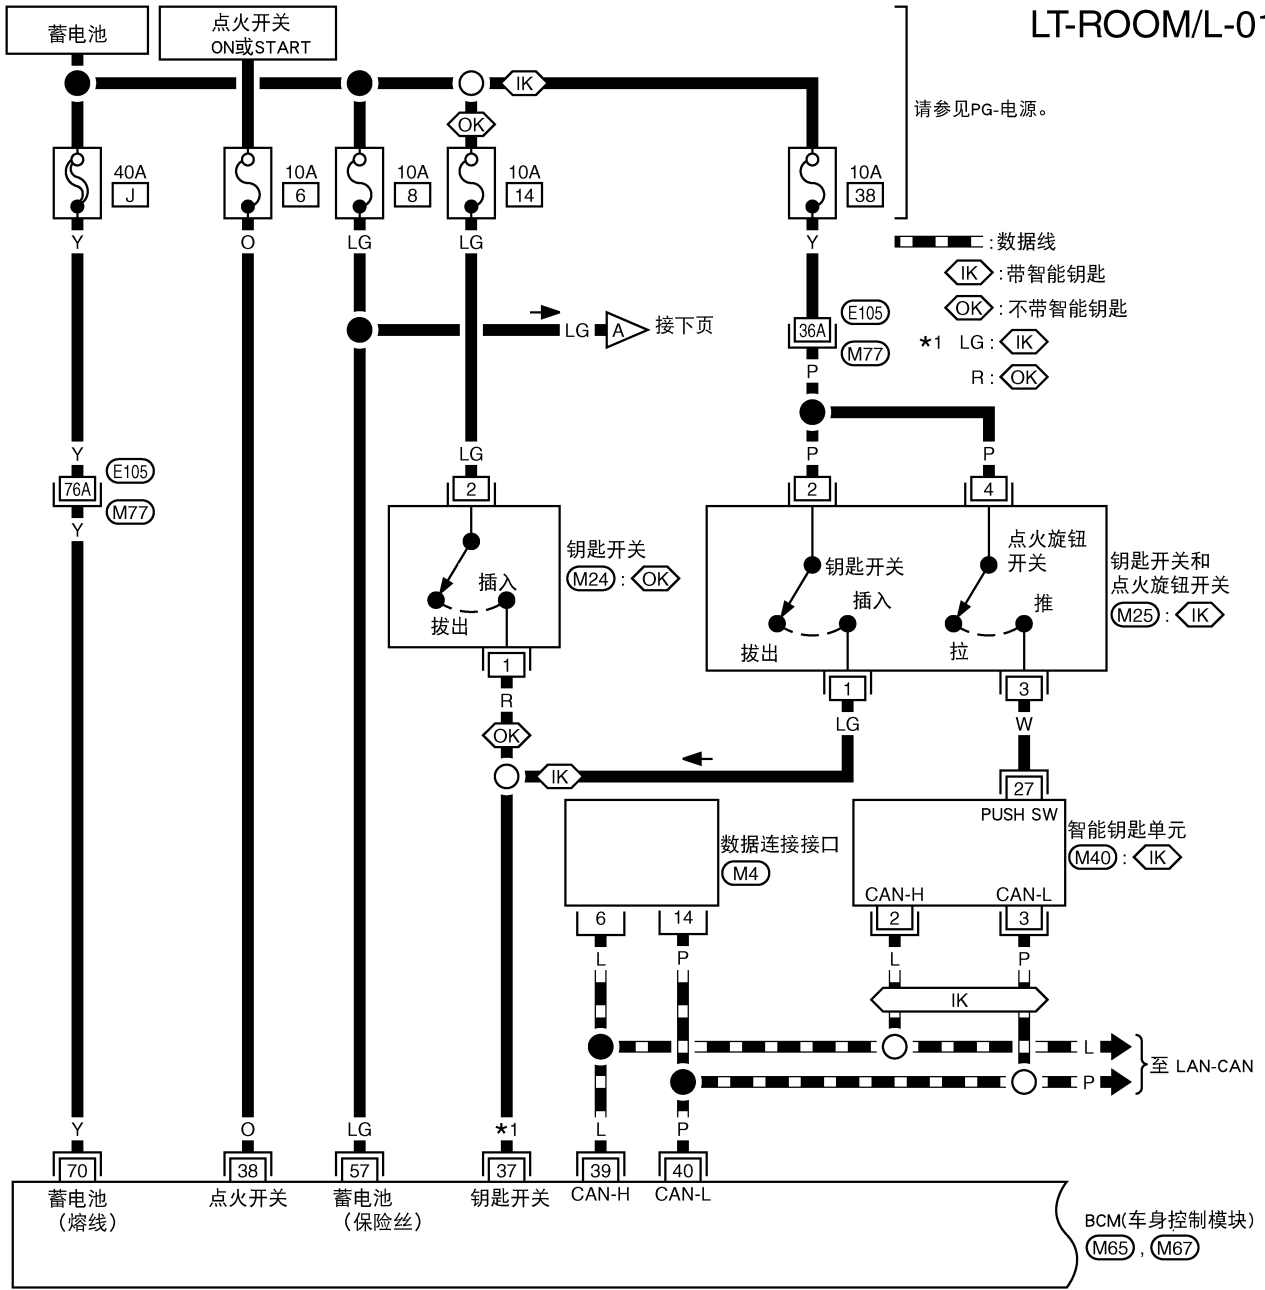 LT-ROOM/L-01
蓄电池
点火开关
ON或START
IK
OK
请参见PG-电源。
40A
J
10A
6
10A
8
10A
14
10A
38
Y
O
LG
LG
Y
:数据线
IK :带智能钥匙
OK :不带智能钥匙
*1 LG : IK
R : OK
LG
A
接下页
36A
E105
M77
P
Y
LG
P
P
76A
E105
M77
Y
2
2
4
钥匙开关
M24 : OK
插入
拔出
钥匙开关
插入
拔出
点火旋钮
开关
推
拉
钥匙开关和
点火旋钮开关
M25 : IK
1
1
3
R
LG
W
OK
IK
27
PUSH SW
智能钥匙单元
M40 : IK
数据连接接口
M4
CAN-H
CAN-L
6
14
2
3
L
P
L
P
IK
L
P
至 LAN-CAN
Y
O
LG
*1
L
P
70
38
57
37
39
40
蓄电池
(熔线)
点火开关
蓄电池
(保险丝)
钥匙开关
CAN-H
CAN-L
BCM(车身控制模块)
M65 , M67